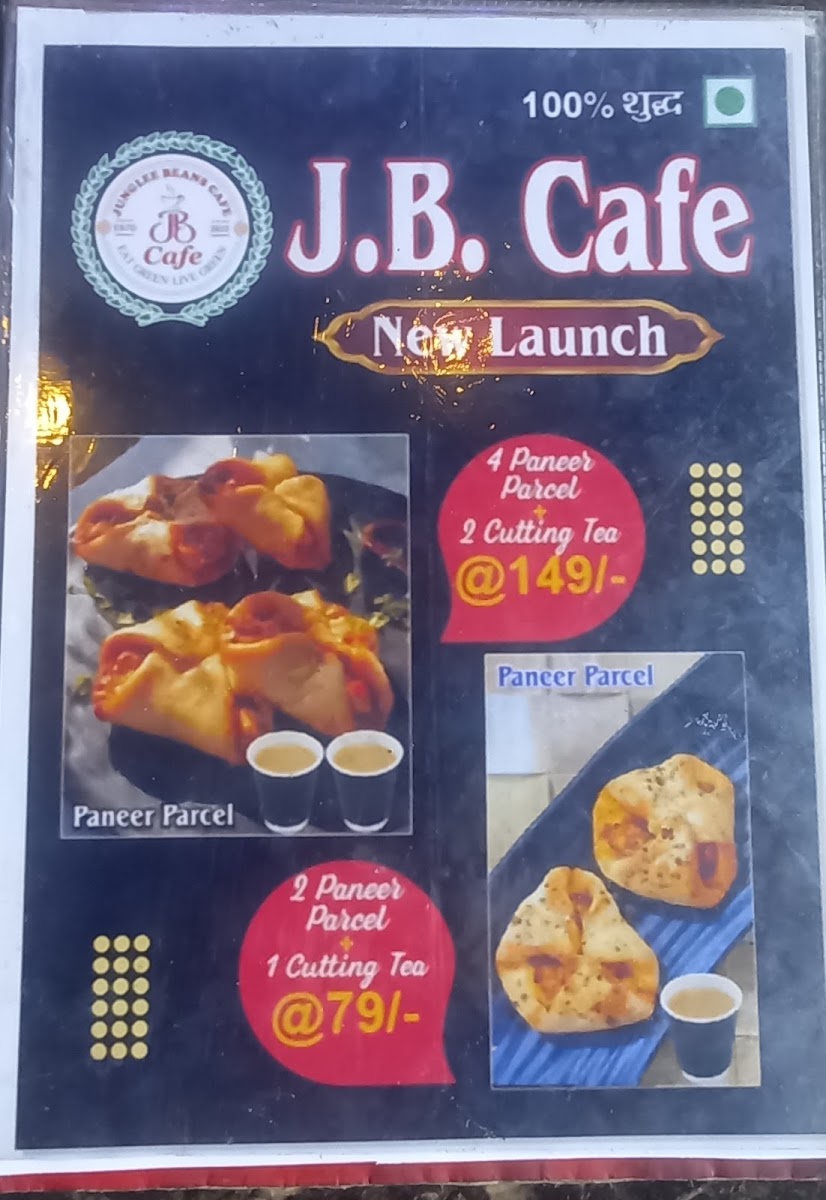 100% शुद्ध
JUNGLEE BEANS CAFE
ESTD
JB
Cafe
EAT GREEN LIVE GREEN
J.B. Cafe
New Launch
4 Paneer
Parcel
+
2 Cutting Tea
@149/-
Paneer Parcel
Paneer Parcel
2 Paneer
Parcel
+
1 Cutting Tea
@79/-